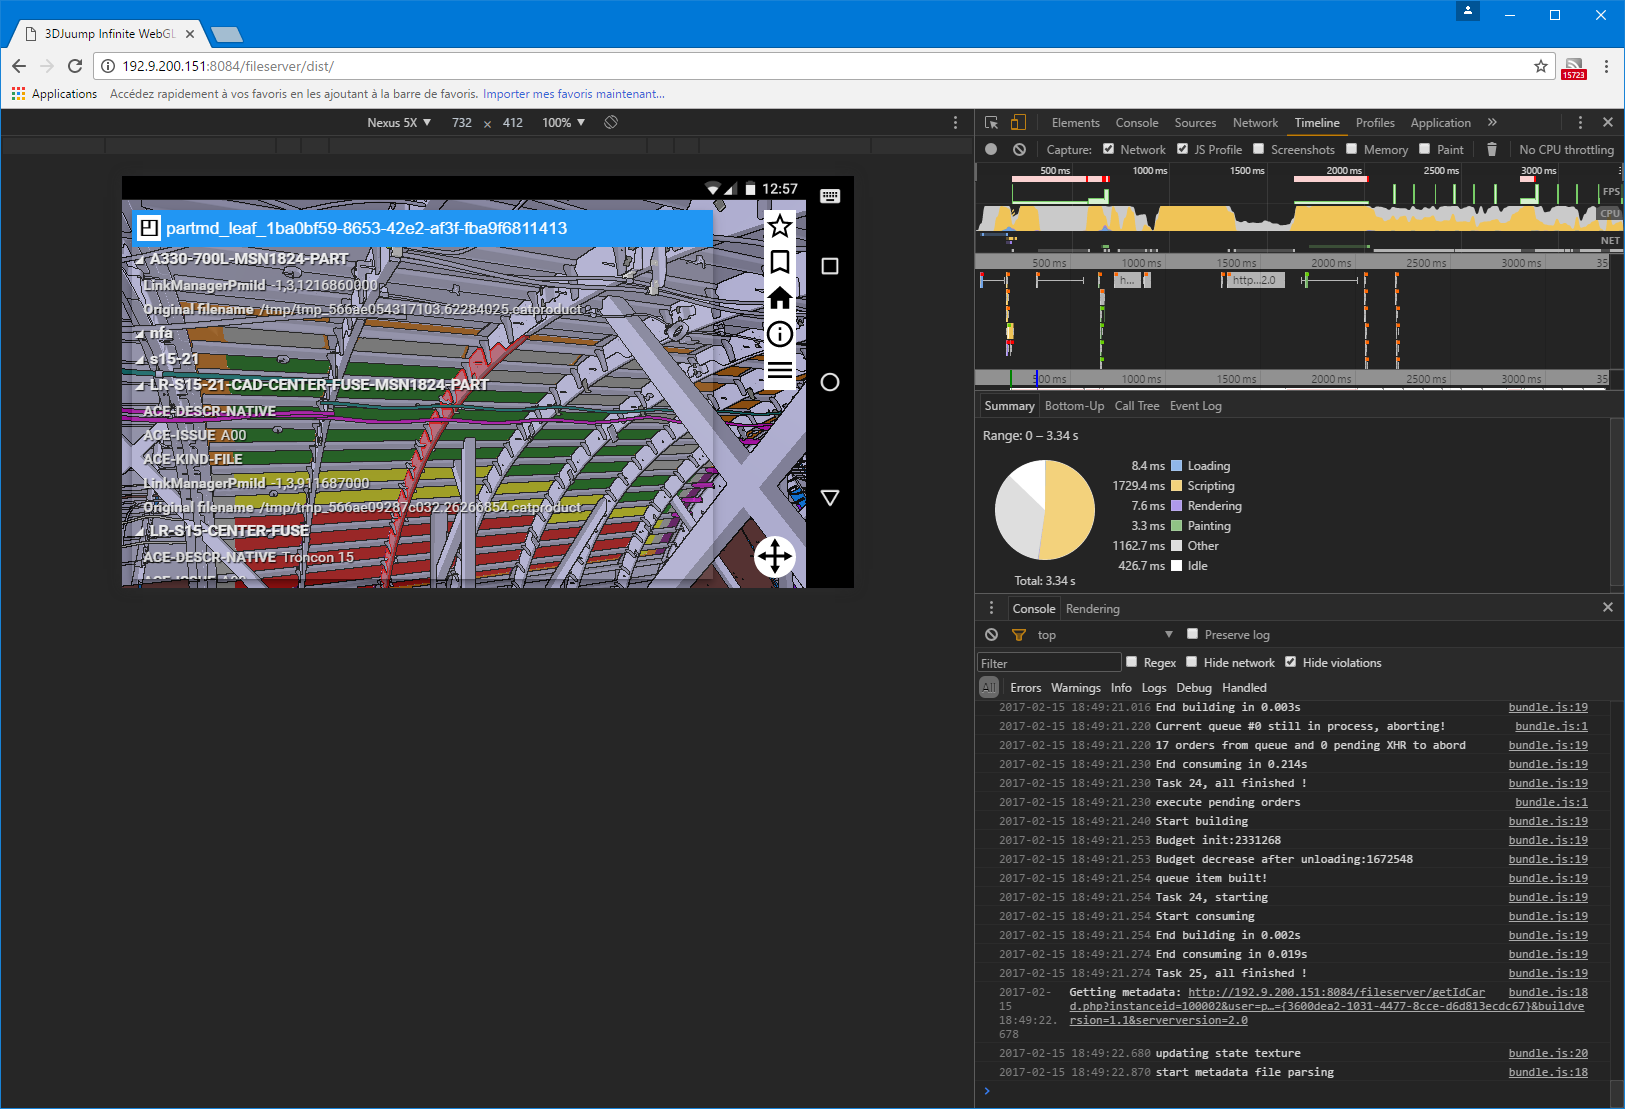 3DJuump Infinite WebGL
192.9.200.151:8084/fileserver/dist/
15723
Applications Accédez rapidement à vos favoris en les ajoutant à la barre de favoris. Importer mes favoris maintenant...
Nexus 5X 732 x 412 100%
12:57
partmd_leaf_1ba0bf59-8653-42e2-af3f-fba9f6811413
A330-700L-MSN1824-PART
LinkManagerPmiId -1,3,1216860000
Original filename /tmp/tmp_566ae054317103.62284025.catproduct
nfa
s15-21
LR-S15-21-CAD-CENTER-FUSE-MSN1824-PART
ACE-DESCR-NATIVE
ACE-ISSUE A00
ACE-KIND-FILE
LinkManagerPmiId -1,3,911687000
Original filename /tmp/tmp_566ae09287c032.26266854.catproduct
LR-S15-CENTER-FUSE
ACE-DESCR-NATIVE Troncon 15
Elements Console Sources Network Timeline Profiles Application »
Capture: Network JS Profile Screenshots Memory Paint No CPU throttling
500 ms 1000 ms 1500 ms 2000 ms 2500 ms 3000 ms
FPS
CPU
NET
500 ms 1000 ms 1500 ms 2000 ms 2500 ms 3000 ms 35
h... http...2.0
500 ms 1000 ms 1500 ms 2000 ms 2500 ms 3000 ms 35
Summary Bottom-Up Call Tree Event Log
Range: 0 – 3.34 s
8.4 ms Loading
1729.4 ms Scripting
7.6 ms Rendering
3.3 ms Painting
1162.7 ms Other
426.7 ms Idle
Total: 3.34 s
Console Rendering
top Preserve log
Filter Regex Hide network Hide violations
All Errors Warnings Info Logs Debug Handled
2017-02-15 18:49:21.016 End building in 0.003s bundle.js:19
2017-02-15 18:49:21.220 Current queue #0 still in process, aborting! bundle.js:1
2017-02-15 18:49:21.220 17 orders from queue and 0 pending XHR to abord bundle.js:19
2017-02-15 18:49:21.230 End consuming in 0.214s bundle.js:19
2017-02-15 18:49:21.230 Task 24, all finished ! bundle.js:19
2017-02-15 18:49:21.230 execute pending orders bundle.js:1
2017-02-15 18:49:21.240 Start building bundle.js:19
2017-02-15 18:49:21.253 Budget init:2331268 bundle.js:19
2017-02-15 18:49:21.253 Budget decrease after unloading:1672548 bundle.js:19
2017-02-15 18:49:21.254 queue item built! bundle.js:19
2017-02-15 18:49:21.254 Task 24, starting bundle.js:19
2017-02-15 18:49:21.254 Start consuming bundle.js:19
2017-02-15 18:49:21.254 End building in 0.002s bundle.js:19
2017-02-15 18:49:21.274 End consuming in 0.019s bundle.js:19
2017-02-15 18:49:21.274 Task 25, all finished ! bundle.js:19
2017-02- Getting metadata: http://192.9.200.151:8084/fileserver/getIdCar bundle.js:18
15 d.php?instanceid=100002&user=p…={3600dea2-1031-4477-8cce-d6d813ecdc67}&buildve
18:49:22. rsion=1.1&serverversion=2.0
678
2017-02-15 18:49:22.680 updating state texture bundle.js:20
2017-02-15 18:49:22.870 start metadata file parsing bundle.js:18